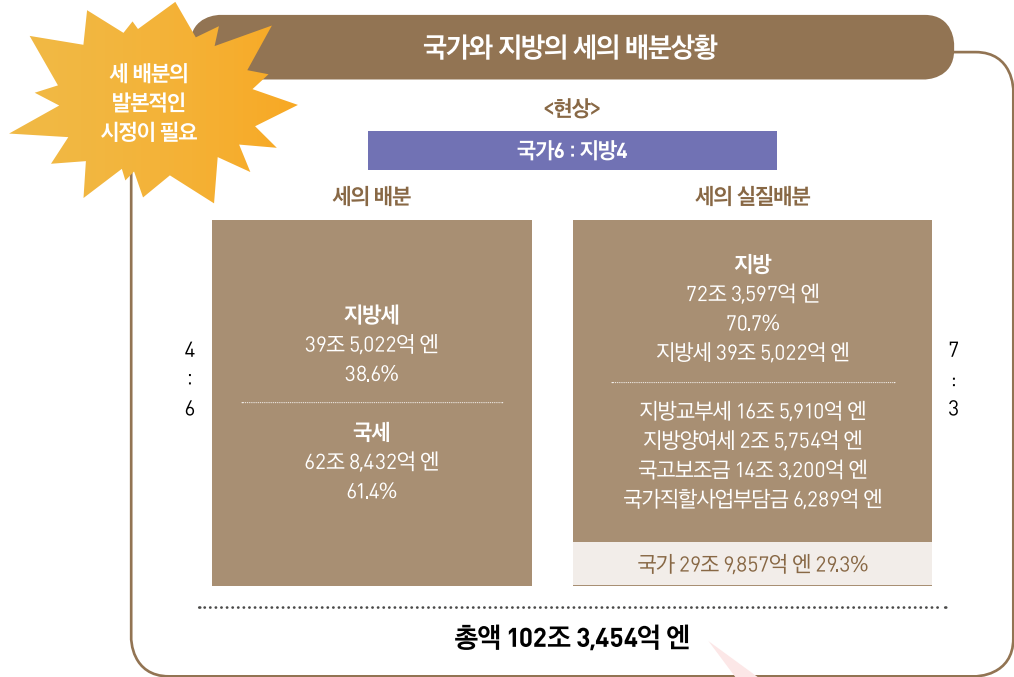 국가와 지방의 세의 배분상황
세 배분의
발본적인
시정이 필요
<현상>
국가6 : 지방4
세의 배분
지방세
39조 5,022억 엔
38.6%
국세
62조 8,432억 엔
61.4%
4
:
6
세의 실질배분
지방
72조 3,597억 엔
70.7%
지방세 39조 5,022억 엔
지방교부세 16조 5,910억 엔
지방양여세 2조 5,754억 엔
국고보조금 14조 3,200억 엔
국가직할사업부담금 6,289억 엔
국가 29조 9,857억 엔 29.3%
7
:
3
총액 102조 3,454억 엔